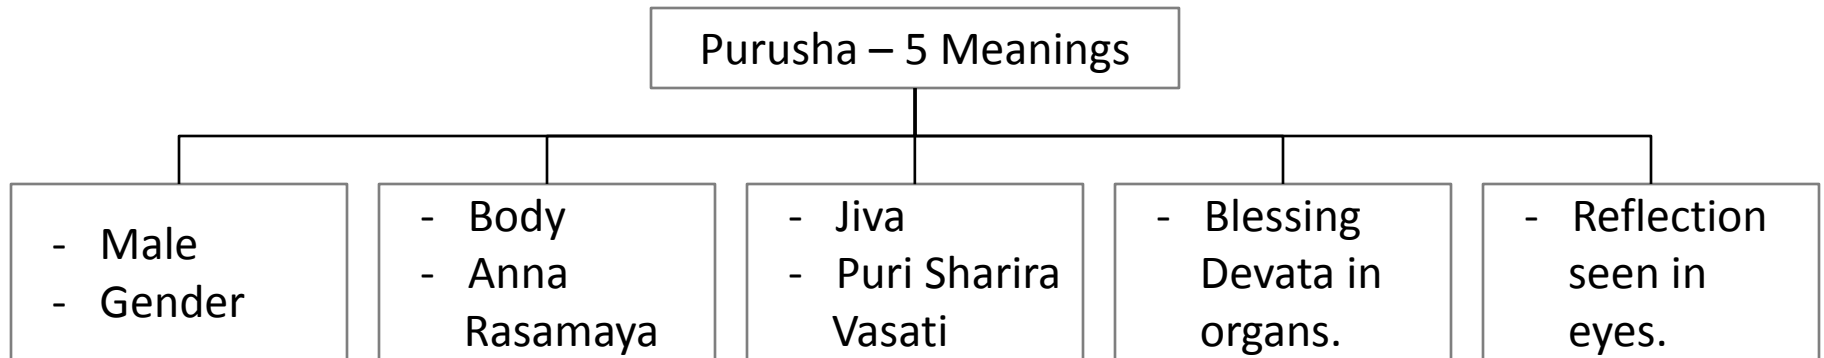 Purusha – 5 Meanings
- Male
- Gender
- Body
- Anna
Rasamaya
- Jiva
- Puri Sharira
Vasati
- Blessing
Devata in
organs.
- Reflection
seen in
eyes.